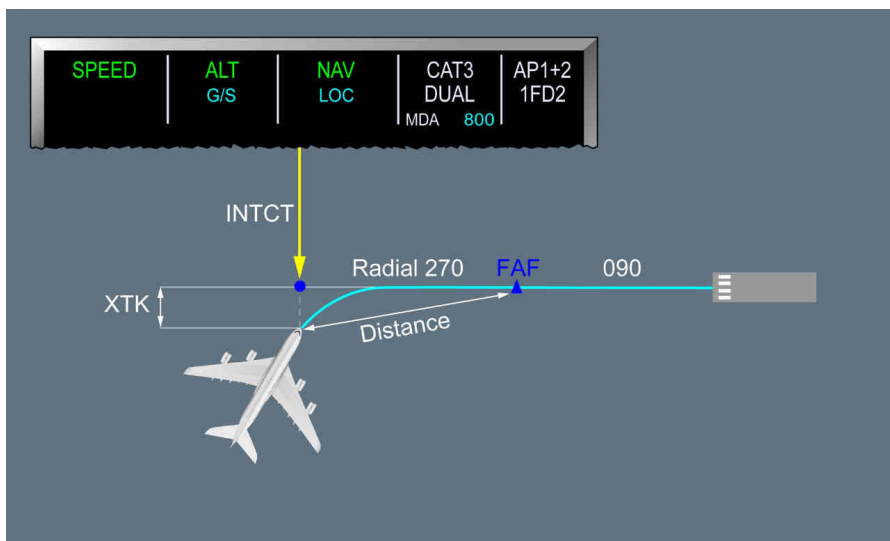 SPEED ALT NAV CAT3 AP1+2
G/S LOC DUAL 1FD2
MDA 800
INTCT
Radial 270 FAF 090
XTK
Distance